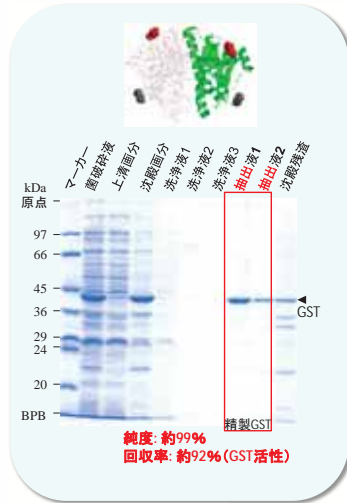 マーカー
菌破砕液
上清画分
沈殿画分
洗浄液1
洗浄液2
洗浄液3
抽出液1
抽出液2
沈殿残渣
kDa
原点
97
66
45
36
29
24
20
BPB
GST
精製GST
純度: 約99%
回収率: 約92%(GST活性)